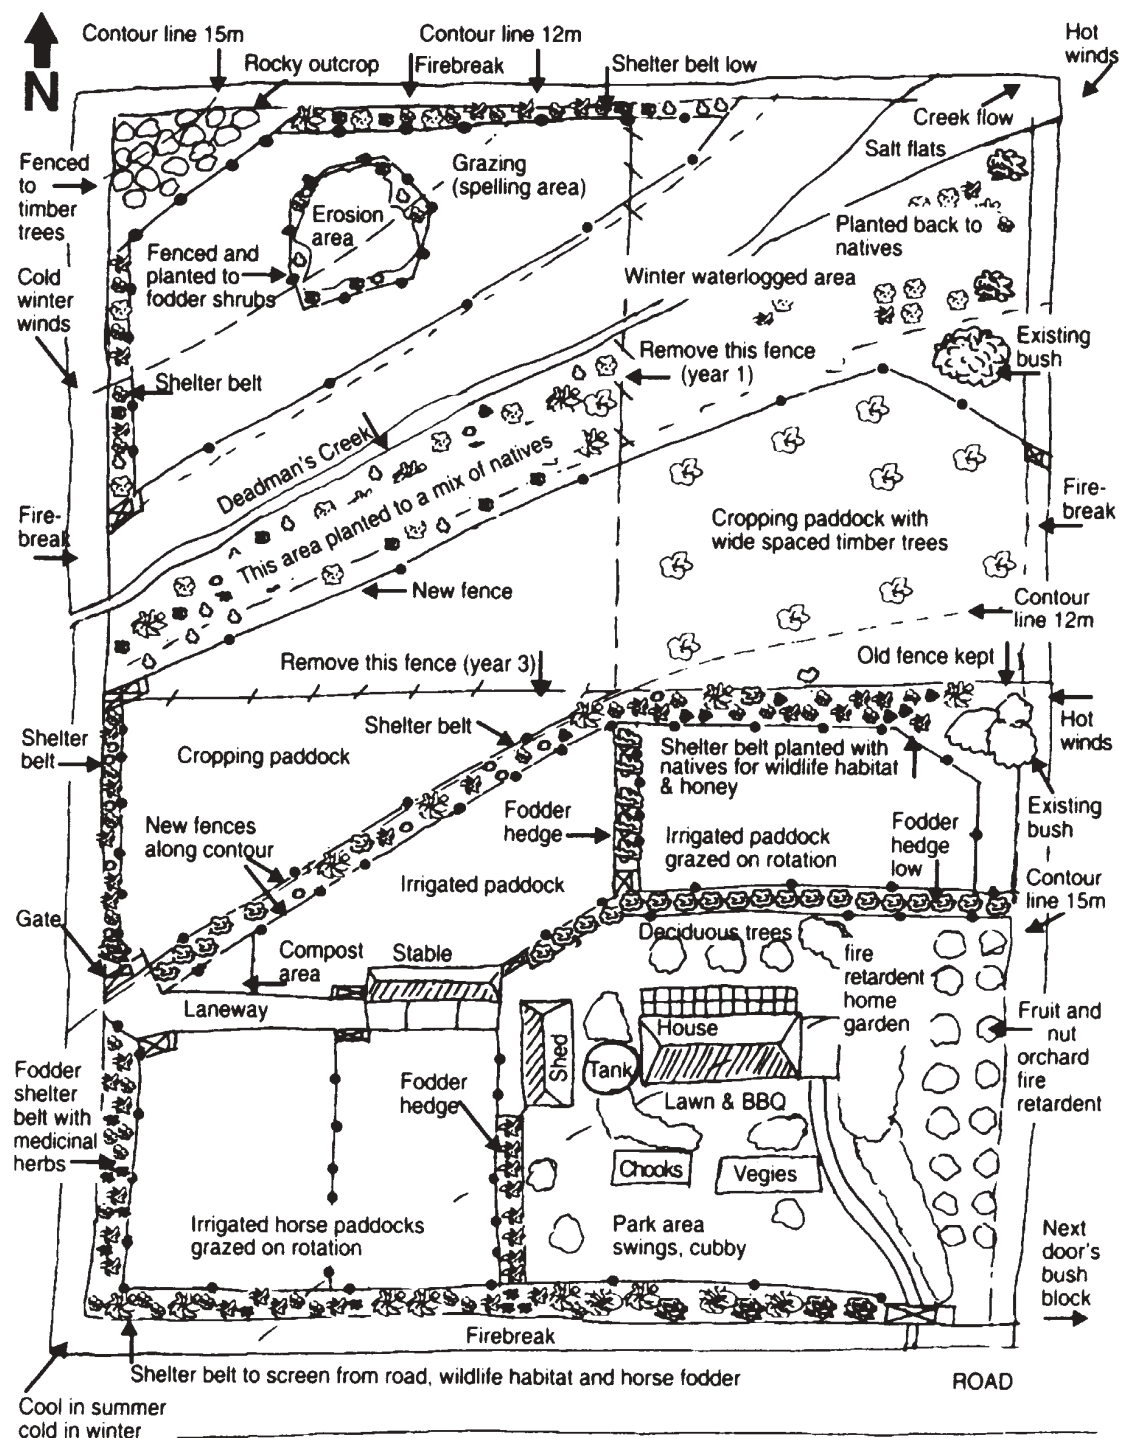 Contour line 15m
Contour line 12m
Hot
winds
Rocky outcrop
Firebreak
Shelter belt low
N
Creek flow
Salt flats
Fenced
to
timber
trees
Grazing
(spelling area)
Erosion
area
Planted back to
natives
Fenced and
planted to
fodder shrubs
Cold
winter
winds
Winter waterlogged area
Existing
bush
Remove this fence
(year 1)
Shelter belt
Deadman's Creek
This area planted to a mix of natives
Fire-
break
Fire-
break
Cropping paddock with
wide spaced timber trees
New fence
Contour
line 12m
Remove this fence (year 3)
Old fence kept
Shelter
belt
Shelter belt
Hot
winds
Cropping paddock
Shelter belt planted with
natives for wildlife habitat
& honey
Fodder
hedge
Existing
bush
New fences
along contour
Irrigated paddock
grazed on rotation
Fodder
hedge
low
Irrigated paddock
Contour
line 15m
Gate
Compost
area
Stable
Deciduous trees
fire
retardent
home
garden
Laneway
House
Shed
Tank
Fruit and
nut
orchard
fire
retardent
Fodder
shelter
belt with
medicinal
herbs
Fodder
hedge
Lawn & BBQ
Chooks
Vegies
Irrigated horse paddocks
grazed on rotation
Park area
swings, cubby
Next
door's
bush
block
Firebreak
Shelter belt to screen from road, wildlife habitat and horse fodder
ROAD
Cool in summer
cold in winter